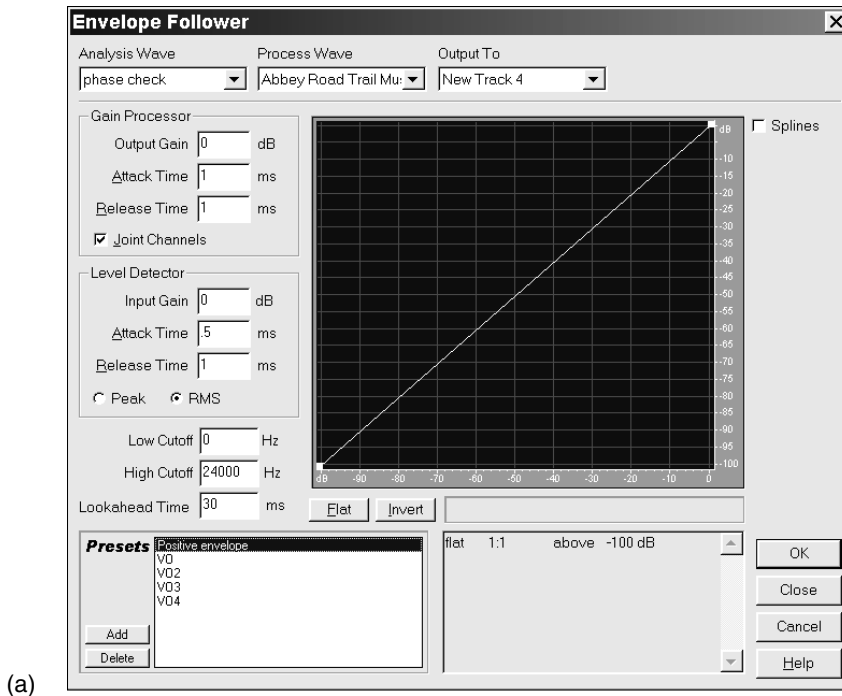 Envelope Follower
Analysis Wave Process Wave Output To
phase check Abbey Road Trail Mu: New Track 4
Gain Processor
Output Gain 0 dB
Attack Time 1 ms
Release Time 1 ms
Joint Channels
Level Detector
Input Gain 0 dB
Attack Time .5 ms
Release Time 1 ms
Peak RMS
Low Cutoff 0 Hz
High Cutoff 24000 Hz
Lookahead Time 30 ms
dB
-10
-15
-20
-25
-30
-35
-40
-45
-50
-55
-60
-65
-70
-75
-80
-85
-90
-95
-100
dB -90 -80 -70 -60 -50 -40 -30 -20 -10 0
Splines
Flat Invert
Presets
Positive envelope
VO
VO2
VO3
VO4
Add
Delete
flat 1:1 above -100 dB
OK
Close
Cancel
Help
(a)